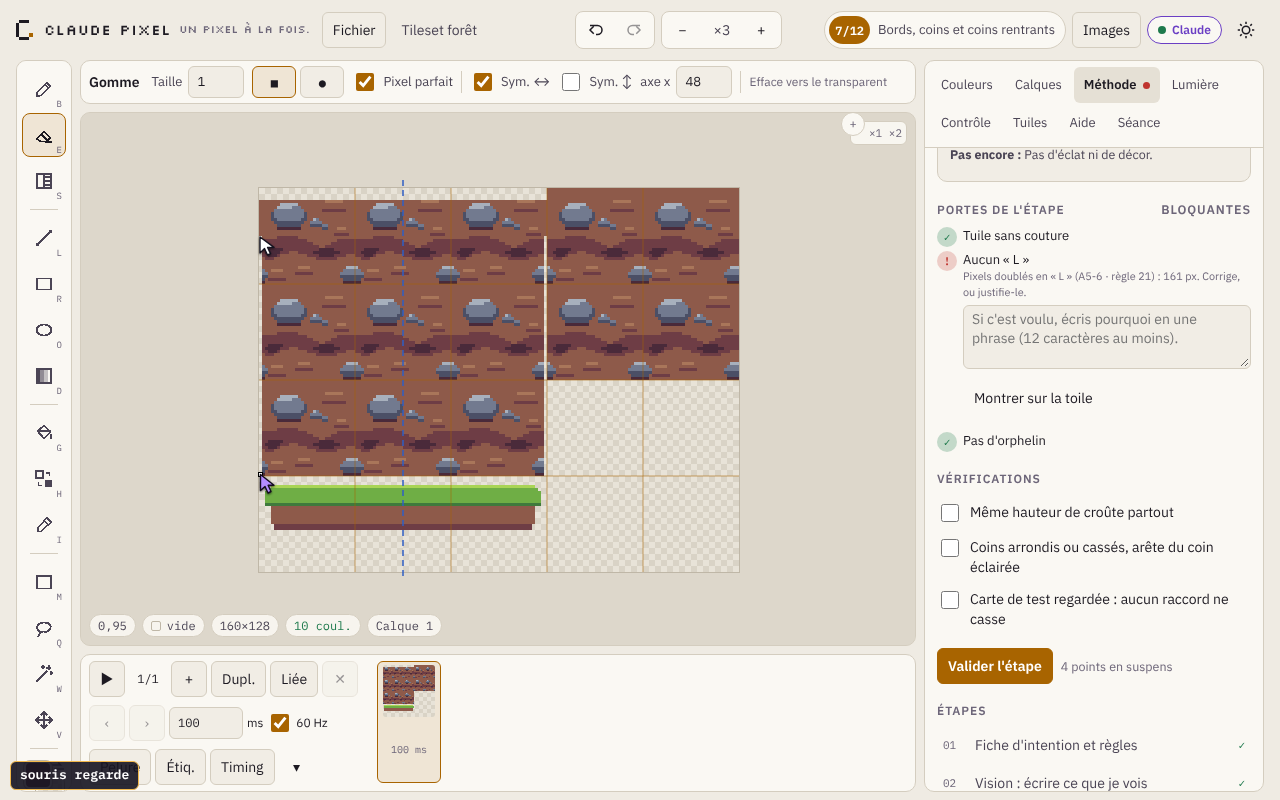 CLAUDE PIXEL UN PIXEL À LA FOIS. Fichier Tileset forêt − ×3 + 7/12 Bords, coins et coins rentrants Images Claude
Gomme Taille 1 Pixel parfait Sym. ↔ Sym. ↕ axe x 48 Efface vers le transparent
Couleurs Calques Méthode Lumière
Contrôle Tuiles Aide Séance
B
E
S
L
R
O
D
G
H
I
M
Q
W
V
+ ×1 ×2
Pas encore : Pas d'éclat ni de décor.
PORTES DE L'ÉTAPE BLOQUANTES
✓ Tuile sans couture
! Aucun « L »
Pixels doublés en « L » (A5-6 · règle 21) : 161 px. Corrige,
ou justifie-le.
Si c'est voulu, écris pourquoi en une
phrase (12 caractères au moins).
Montrer sur la toile
✓ Pas d'orphelin
VÉRIFICATIONS
Même hauteur de croûte partout
Coins arrondis ou cassés, arête du coin
éclairée
Carte de test regardée : aucun raccord ne
casse
Valider l'étape 4 points en suspens
ÉTAPES
01 Fiche d'intention et règles ✓
02 Vision : écrire ce que je vois ✓
0,95 vide 160×128 10 coul. Calque 1
1/1 + Dupl. Liée ✕
‹ › 100 ms 60 Hz
Étiq. Timing ▼
100 ms
souris regarde